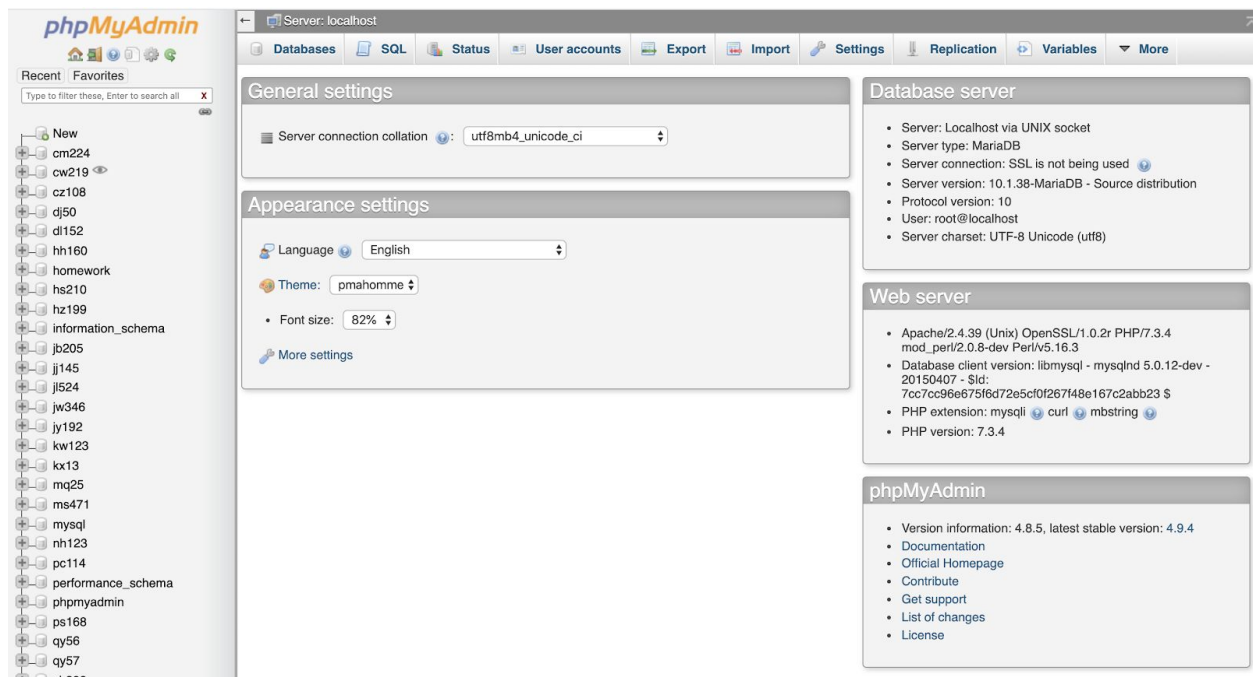 phpMyAdmin
Recent Favorites
Type to filter these, Enter to search all X
New
cm224
cw219
cz108
dj50
dl152
hh160
homework
hs210
hz199
information_schema
jb205
jj145
jl524
jw346
jy192
kw123
kx13
mq25
ms471
mysql
nh123
pc114
performance_schema
phpmyadmin
ps168
qy56
qy57
Server: localhost
Databases SQL Status User accounts Export Import Settings Replication Variables More
General settings
Server connection collation : utf8mb4_unicode_ci
Appearance settings
Language English
Theme: pmahomme
• Font size: 82%
More settings
Database server
• Server: Localhost via UNIX socket
• Server type: MariaDB
• Server connection: SSL is not being used
• Server version: 10.1.38-MariaDB - Source distribution
• Protocol version: 10
• User: root@localhost
• Server charset: UTF-8 Unicode (utf8)
Web server
• Apache/2.4.39 (Unix) OpenSSL/1.0.2r PHP/7.3.4
mod_perl/2.0.8-dev Perl/v5.16.3
• Database client version: libmysql - mysqlnd 5.0.12-dev -
20150407 - $Id:
7cc7cc96e675f6d72e5cf0f267f48e167c2abb23 $
• PHP extension: mysqli curl mbstring
• PHP version: 7.3.4
phpMyAdmin
• Version information: 4.8.5, latest stable version: 4.9.4
• Documentation
• Official Homepage
• Contribute
• Get support
• List of changes
• License